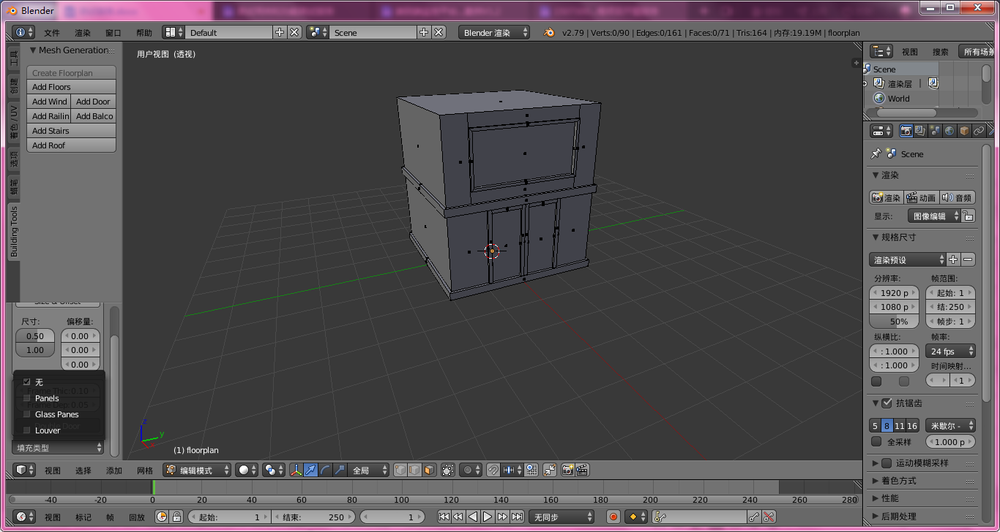 Blender
文件 渲染 窗口 帮助 Default Scene Blender 渲染 v2.79 | Verts:0/90 | Edges:0/161 | Faces:0/71 | Tris:164 | 内存:19.19M | floorplan
工具
创建
着色 / UV
选项
蜡笔
Building Tools
Mesh Generation
Create Floorplan
Add Floors
Add Wind Add Door
Add Railin Add Balco
Add Stairs
Add Roof
Size & Offset
尺寸: 偏移量:
0.50 0.00
1.00 0.00
0.00
无
Frame Thic: 0.10
Panels
Frame Dep: 0.05
Glass Panes
Door
Louver
填充类型
用户视图 (透视)
z
y
(1) floorplan
视图 选择 添加 网格 编辑模式 全局
-40 -20 0 20 40 60 80 100 120 140 160 180 200 220 240 260 280
视图 标记 帧 回放 起始: 1 结束: 250 1 无同步
视图 搜索 所有场景
Scene
渲染层 |
World
Scene
渲染
渲染 动画 音频
显示: 图像编辑
规格尺寸
渲染预设
分辨率: 帧范围:
1920 p 起始: 1
1080 p 结:250
50% 帧步: 1
纵横比: 帧率:
: 1.000 24 fps
: 1.000 时间映射...
1
抗锯齿
5 8 11 16 米歇尔 -
全采样 1.000 p
运动模糊采样
着色方式
性能
后期处理